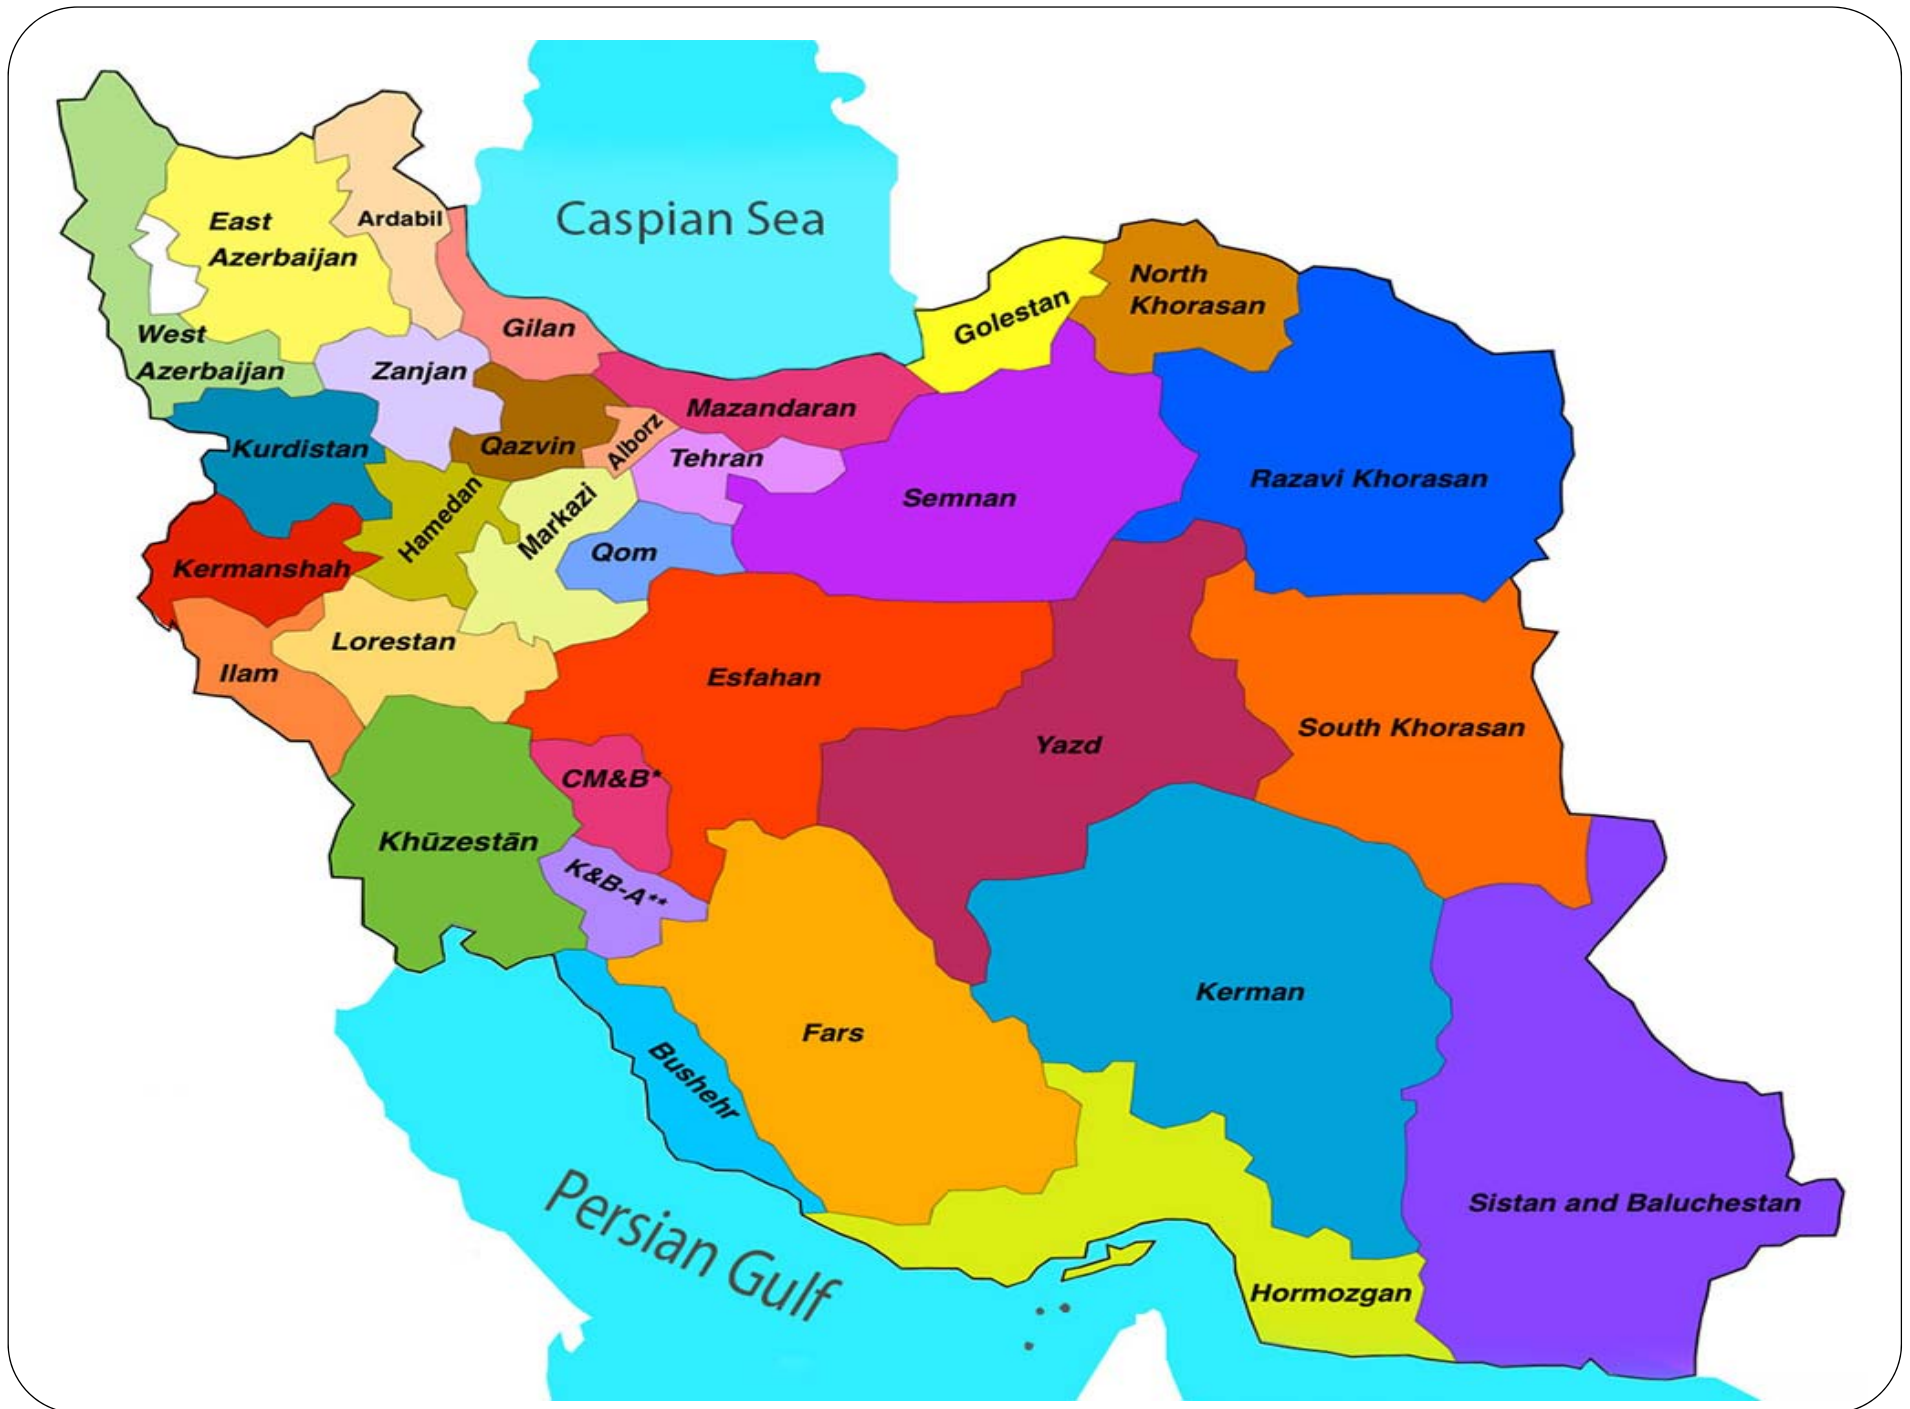 Caspian Sea
East
Azerbaijan
Ardabil
West
Azerbaijan
Gilan
Zanjan
Golestan
North
Khorasan
Mazandaran
Qazvin
Alborz
Tehran
Kurdistan
Hamedan
Markazi
Semnan
Razavi Khorasan
Qom
Kermanshah
Lorestan
Ilam
Esfahan
Yazd
South Khorasan
CM&B*
Khūzestān
K&B-A**
Kerman
Fars
Bushehr
Sistan and Baluchestan
Persian Gulf
Hormozgan